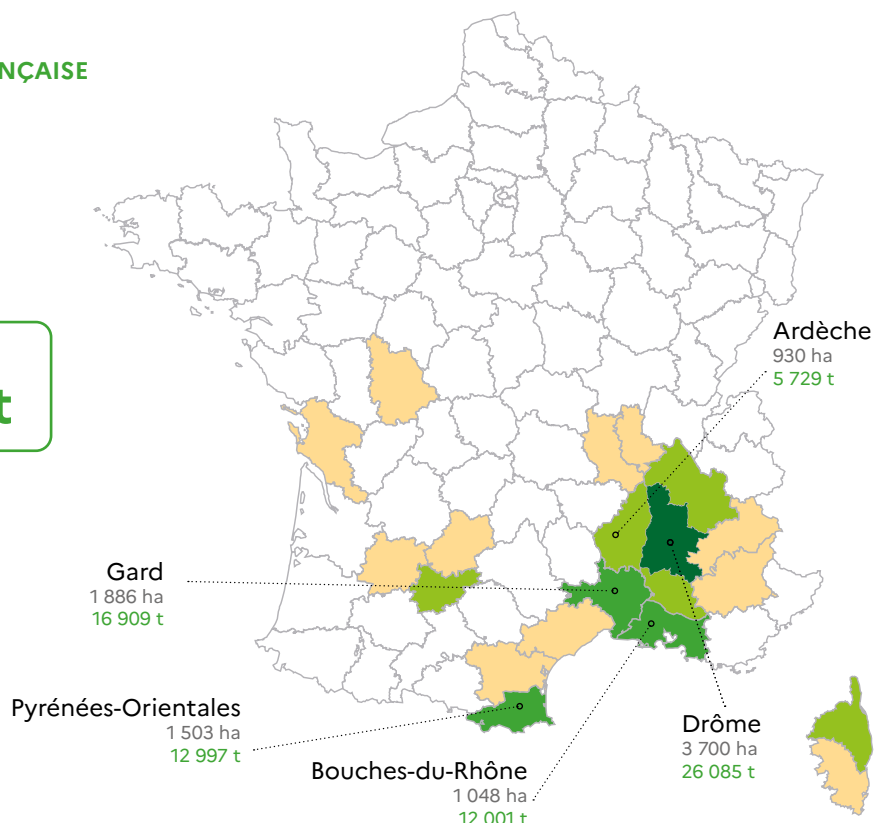 NÇAISE
t
Ardèche
930 ha
5 729 t
Gard
1 886 ha
16 909 t
Pyrénées-Orientales
1 503 ha
12 997 t
Bouches-du-Rhône
1 048 ha
12 001 t
Drôme
3 700 ha
26 085 t